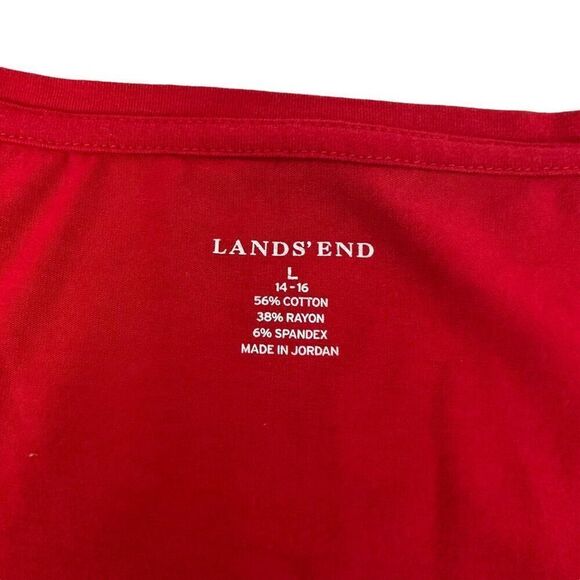 LANDS' END
L
14-16
56% COTTON
38% RAYON
6% SPANDEX
MADE IN JORDAN